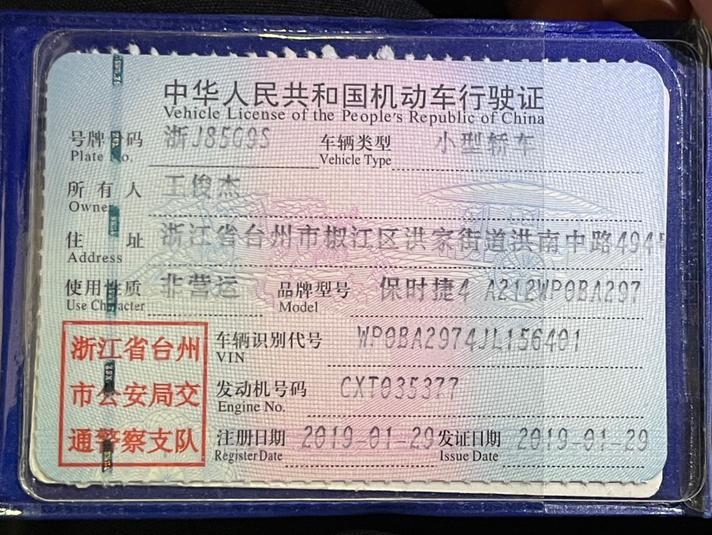 中华人民共和国机动车行驶证
Vehicle License of the People's Republic of China
号牌号码 浙J85G9S 车辆类型 小型轿车
Plate No. Vehicle Type
所有人 王俊杰
Owner
住址 浙江省台州市椒江区洪家街道洪南中路494
Address
使用性质 非营运 品牌型号 保时捷4 A212WP0BA297
Use Character Model
浙江省台州 车辆识别代号 WP0BA2974JL156401
VIN
市公安局交 发动机号码 CXT035377
Engine No.
通警察支队 注册日期 2019-01-29 发证日期 2019-01-29
Register Date Issue Date